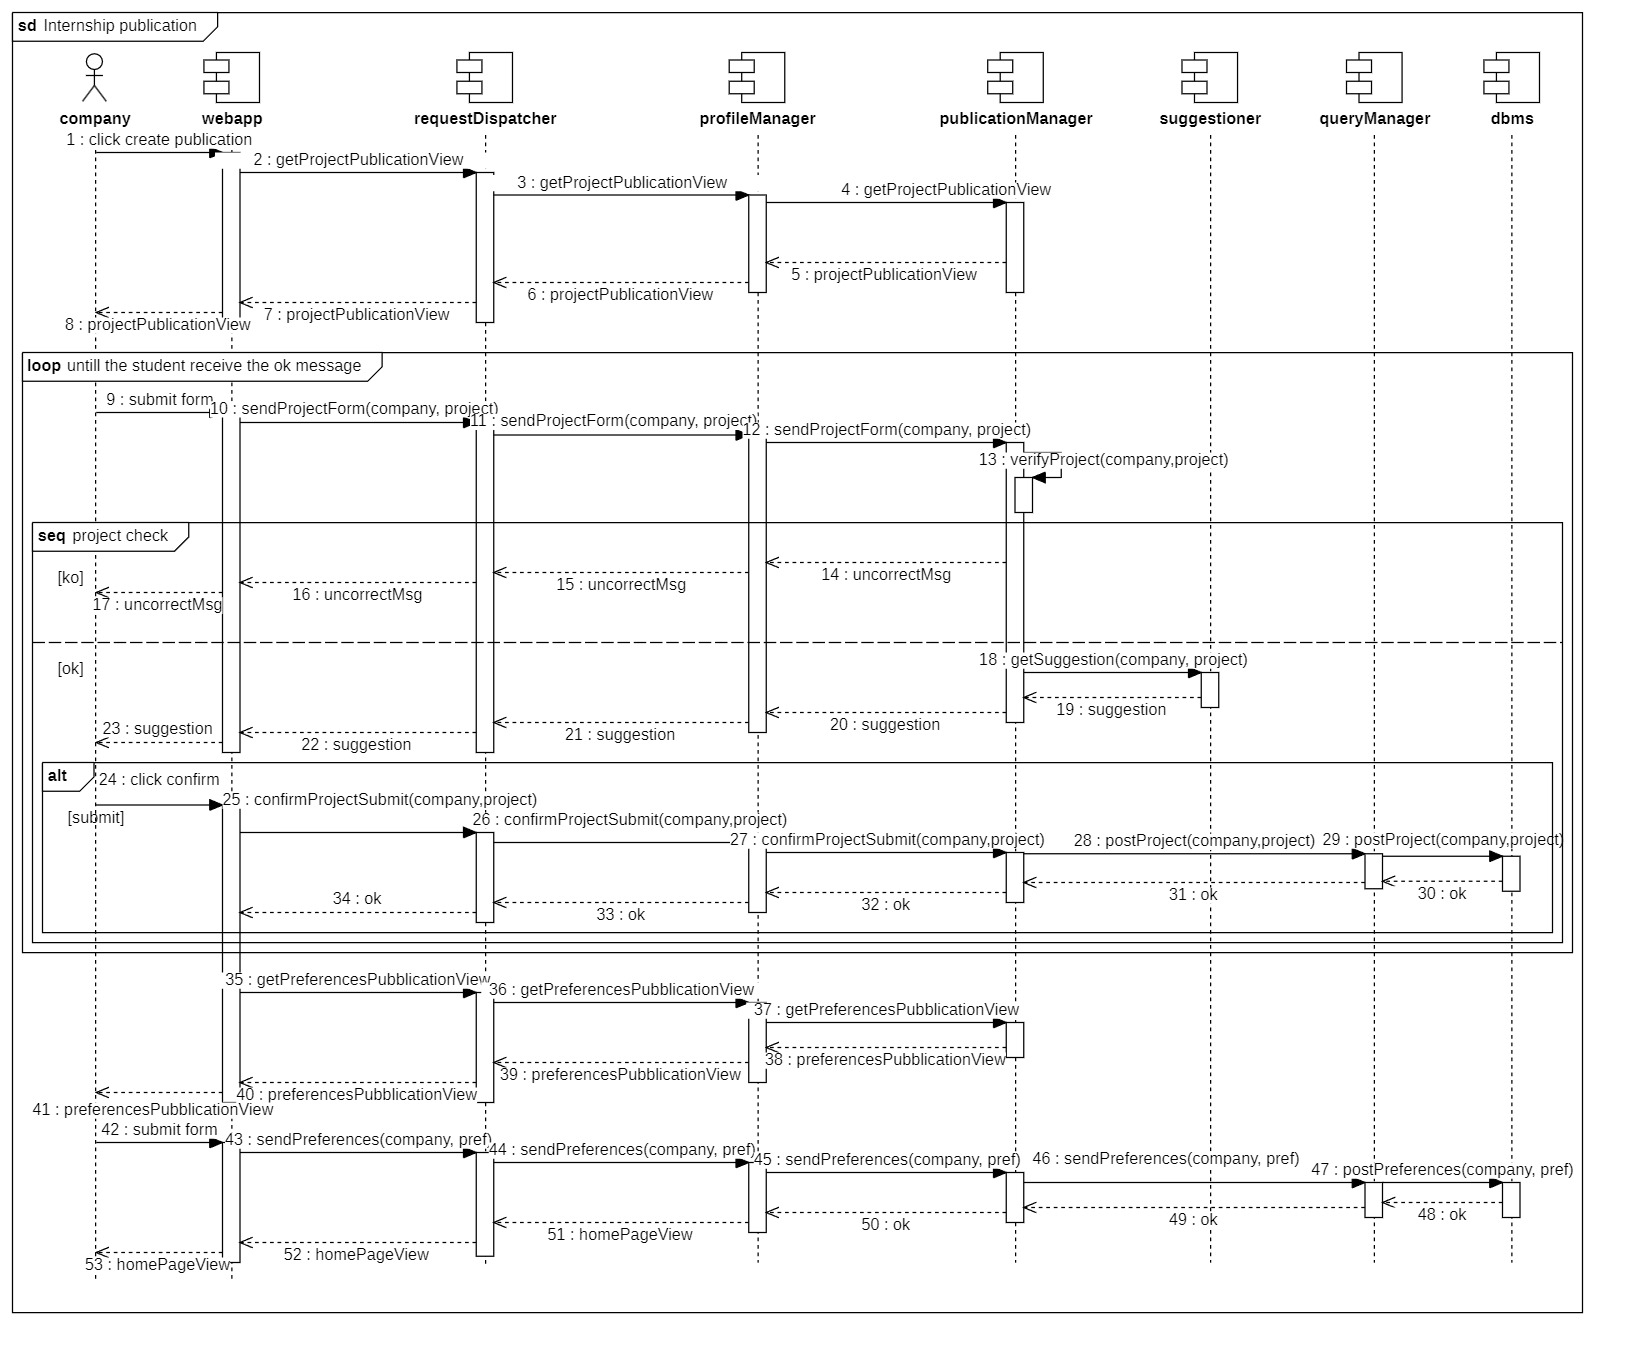 sd Internship publication
company
webapp
requestDispatcher
profileManager
publicationManager
suggestioner
queryManager
dbms
1 : click create publication
2 : getProjectPublicationView
3 : getProjectPublicationView
4 : getProjectPublicationView
5 : projectPublicationView
6 : projectPublicationView
7 : projectPublicationView
8 : projectPublicationView
loop untill the student receive the ok message
9 : submit form
10 : sendProjectForm(company, project)
11 : sendProjectForm(company, project)
12 : sendProjectForm(company, project)
13 : verifyProject(company,project)
seq project check
[ko]
14 : uncorrectMsg
15 : uncorrectMsg
16 : uncorrectMsg
17 : uncorrectMsg
[ok]
18 : getSuggestion(company, project)
19 : suggestion
20 : suggestion
21 : suggestion
22 : suggestion
23 : suggestion
alt
24 : click confirm
[submit]
25 : confirmProjectSubmit(company,project)
26 : confirmProjectSubmit(company,project)
27 : confirmProjectSubmit(company,project)
28 : postProject(company,project)
29 : postProject(company,project)
30 : ok
31 : ok
32 : ok
33 : ok
34 : ok
35 : getPreferencesPubblicationView
36 : getPreferencesPubblicationView
37 : getPreferencesPubblicationView
38 : preferencesPubblicationView
39 : preferencesPubblicationView
40 : preferencesPubblicationView
41 : preferencesPubblicationView
42 : submit form
43 : sendPreferences(company, pref)
44 : sendPreferences(company, pref)
45 : sendPreferences(company, pref)
46 : sendPreferences(company, pref)
47 : postPreferences(company, pref)
48 : ok
49 : ok
50 : ok
51 : homePageView
52 : homePageView
53 : homePageView